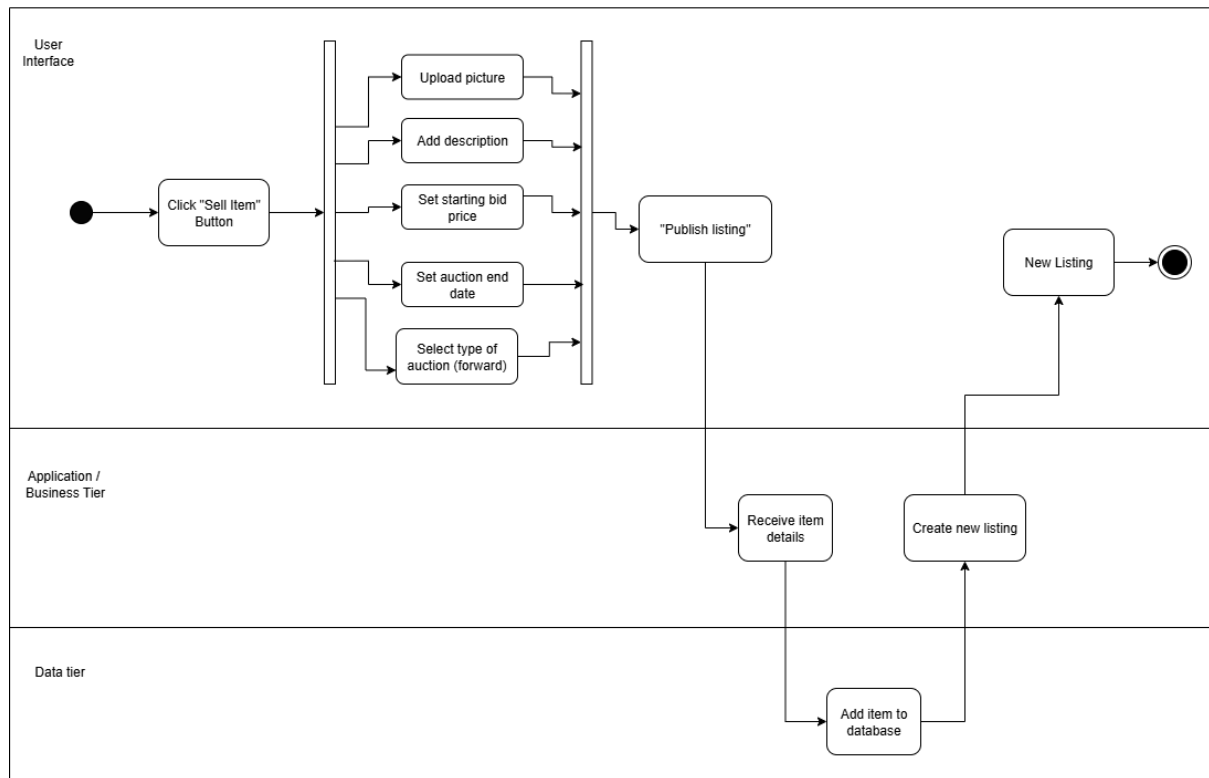 User
Interface
Upload picture
Add description
Click "Sell Item"
Button
Set starting bid
price
"Publish listing"
New Listing
Set auction end
date
Select type of
auction (forward)
Application /
Business Tier
Receive item
details
Create new listing
Data tier
Add item to
database